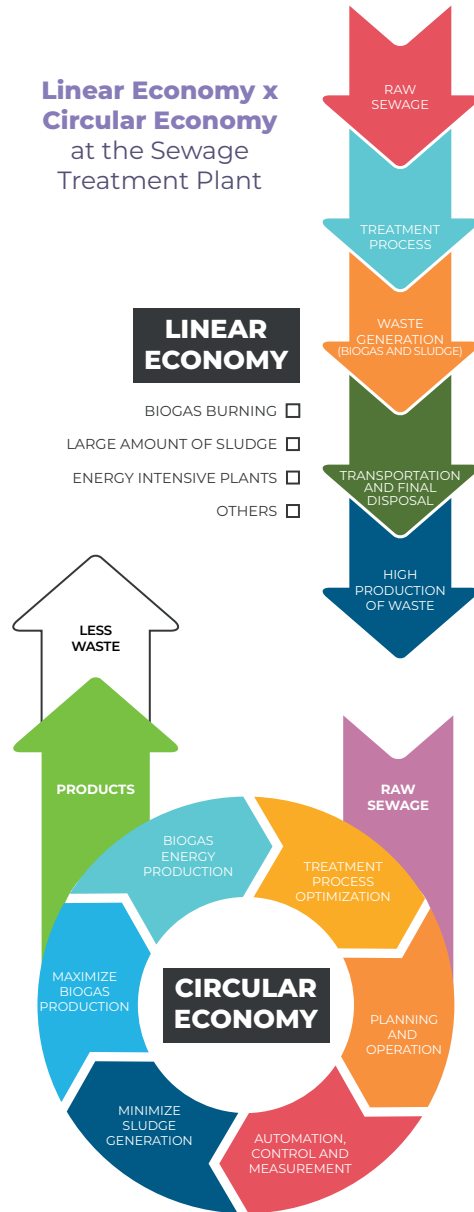 Linear Economy x
Circular Economy
at the Sewage
Treatment Plant
RAW
SEWAGE
TREATMENT
PROCESS
WASTE
GENERATION
(BIOGAS AND SLUDGE)
TRANSPORTATION
AND FINAL
DISPOSAL
HIGH
PRODUCTION
OF WASTE
LINEAR
ECONOMY
BIOGAS BURNING
LARGE AMOUNT OF SLUDGE
ENERGY INTENSIVE PLANTS
OTHERS
LESS
WASTE
PRODUCTS
RAW
SEWAGE
BIOGAS
ENERGY
PRODUCTION
TREATMENT
PROCESS
OPTIMIZATION
PLANNING
AND
OPERATION
AUTOMATION,
CONTROL AND
MEASUREMENT
MINIMIZE
SLUDGE
GENERATION
MAXIMIZE
BIOGAS
PRODUCTION
CIRCULAR
ECONOMY